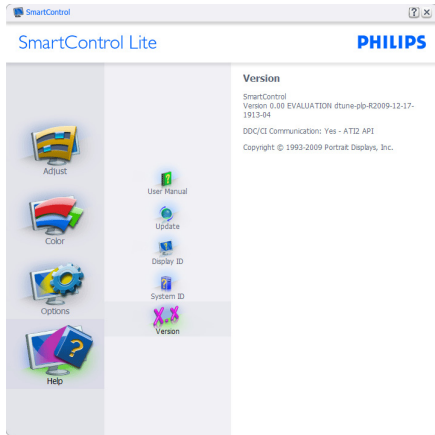 SmartControl
SmartControl Lite
PHILIPS
Adjust
Color
Options
Help
User Manual
Update
Display ID
System ID
X.X
Version
Version
SmartControl
Version 0.00 EVALUATION dtune-plp-R2009-12-17-
1913-04
DDC/CI Communication: Yes - ATI2 API
Copyright © 1993-2009 Portrait Displays, Inc.